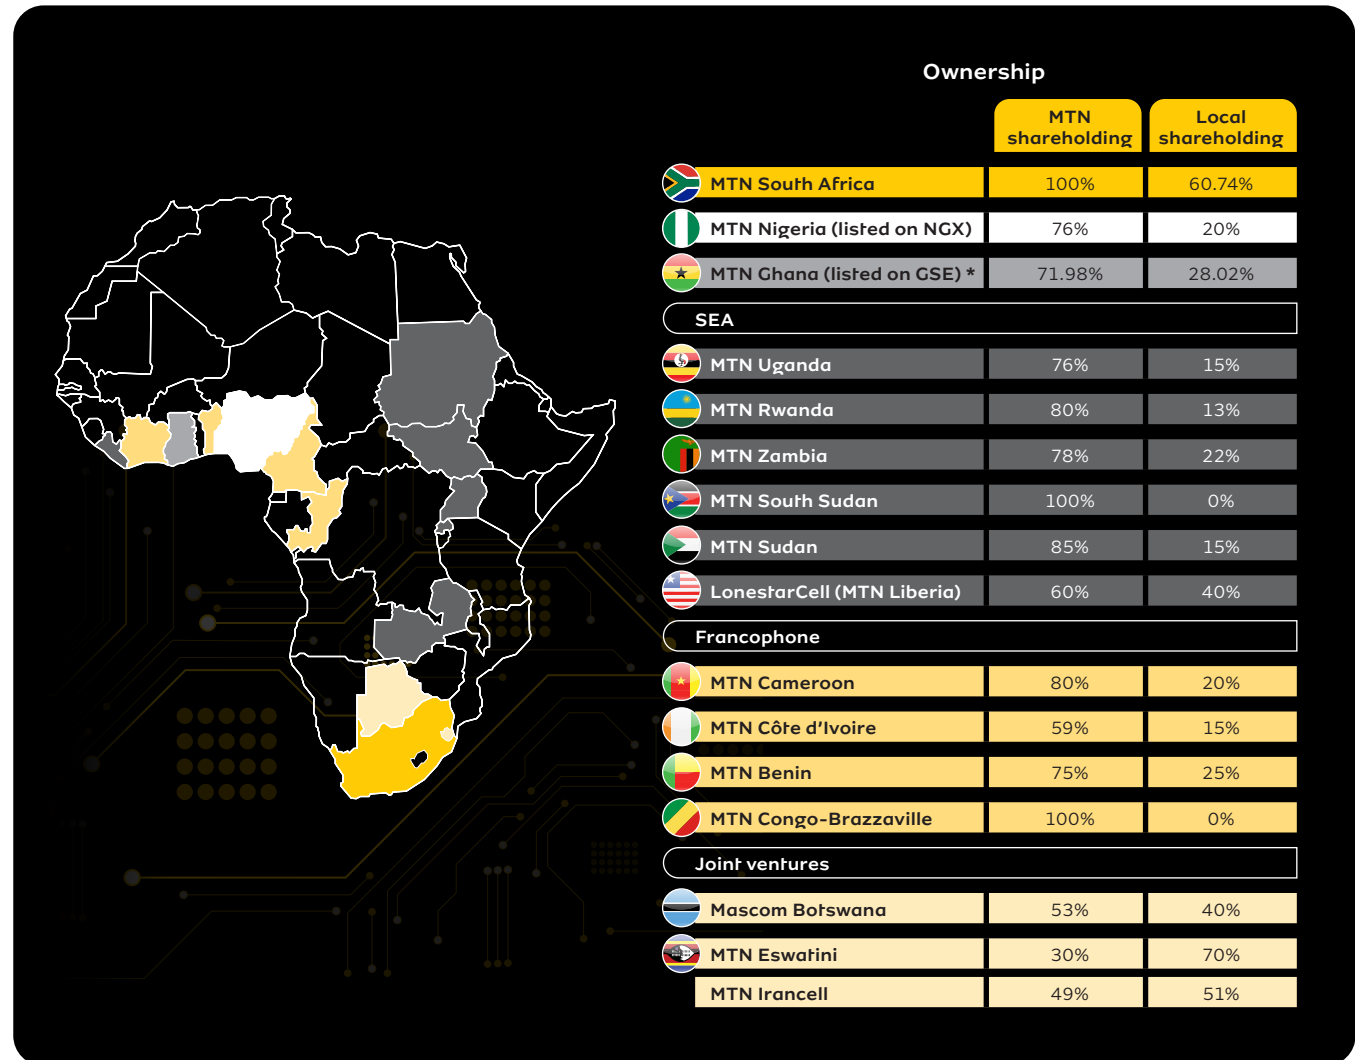 Ownership
MTN shareholding Local shareholding
MTN South Africa 100% 60.74%
MTN Nigeria (listed on NGX) 76% 20%
MTN Ghana (listed on GSE) * 71.98% 28.02%
SEA
MTN Uganda 76% 15%
MTN Rwanda 80% 13%
MTN Zambia 78% 22%
MTN South Sudan 100% 0%
MTN Sudan 85% 15%
LonestarCell (MTN Liberia) 60% 40%
Francophone
MTN Cameroon 80% 20%
MTN Côte d'Ivoire 59% 15%
MTN Benin 75% 25%
MTN Congo-Brazzaville 100% 0%
Joint ventures
Mascom Botswana 53% 40%
MTN Eswatini 30% 70%
MTN Irancell 49% 51%